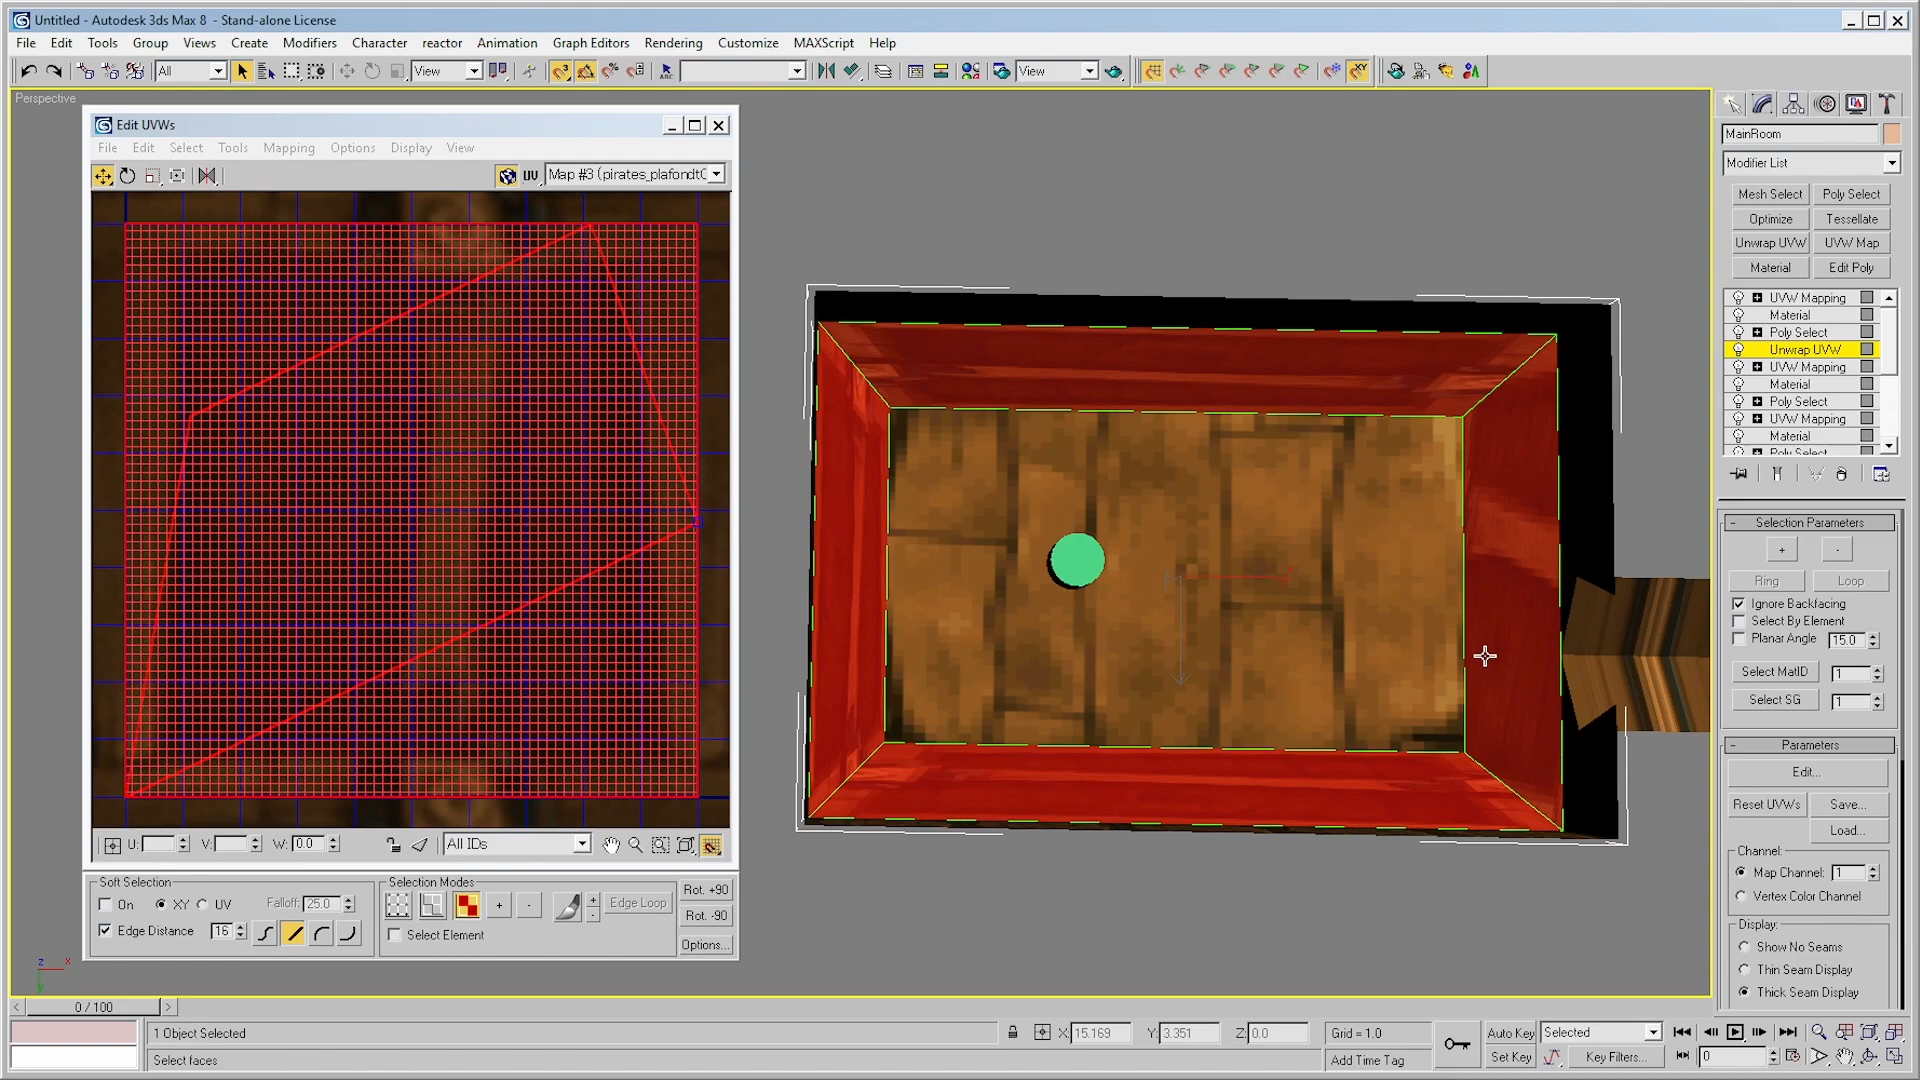 Untitled - Autodesk 3ds Max 8 - Stand-alone License
File Edit Tools Group Views Create Modifiers Character reactor Animation Graph Editors Rendering Customize MAXScript Help
All View View
Perspective
Edit UVWs
File Edit Select Tools Mapping Options Display View
UV Map #3 (pirates_plafondt
U: V: W: 0.0 All IDs
Soft Selection
On XY UV Falloff: 25.0
Edge Distance 16
Selection Modes
+ - + - Edge Loop
Select Element
Rot. +90
Rot. -90
Options...
MainRoom
Modifier List
Mesh Select Poly Select
Optimize Tessellate
Unwrap UVW UVW Map
Material Edit Poly
UVW Mapping
Material
Poly Select
Unwrap UVW
UVW Mapping
Material
Poly Select
UVW Mapping
Material
Poly Select
- Selection Parameters
+ -
Ring Loop
Ignore Backfacing
Select By Element
Planar Angle 15.0
Select MatID 1
Select SG 1
- Parameters
Edit...
Reset UVWs Save...
Load...
Channel:
Map Channel: 1
Vertex Color Channel
Display:
Show No Seams
Thin Seam Display
Thick Seam Display
z x
< 0 / 100 >
1 Object Selected X: 15.169 Y: 3.351 Z: 0.0 Grid = 1.0 Auto Key Selected
Select faces Add Time Tag Set Key Key Filters... 0